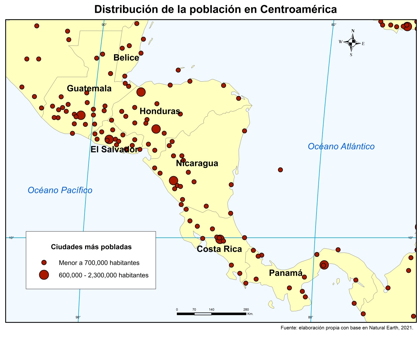 Distribución de la población en Centroamérica
Belice
Guatemala
Honduras
El Salvador
Nicaragua
Océano Atlántico
Océano Pacífico
Costa Rica
Panamá
Ciudades más pobladas
Menor a 700,000 habitantes
600,000 - 2,300,000 habitantes
Fuente: elaboración propia con base en Natural Earth, 2021.